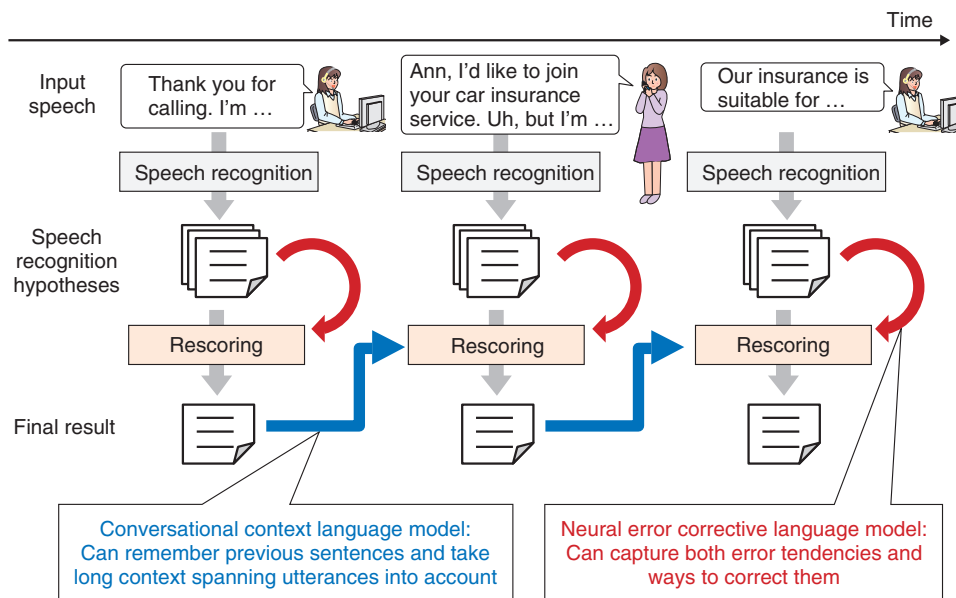 Time
Input
speech
Thank you for
calling. I'm …
Ann, I'd like to join
your car insurance
service. Uh, but I'm …
Our insurance is
suitable for …
Speech recognition
Speech recognition
Speech recognition
Speech
recognition
hypotheses
Rescoring
Rescoring
Rescoring
Final result
Conversational context language model:
Can remember previous sentences and take
long context spanning utterances into account
Neural error corrective language model:
Can capture both error tendencies and
ways to correct them